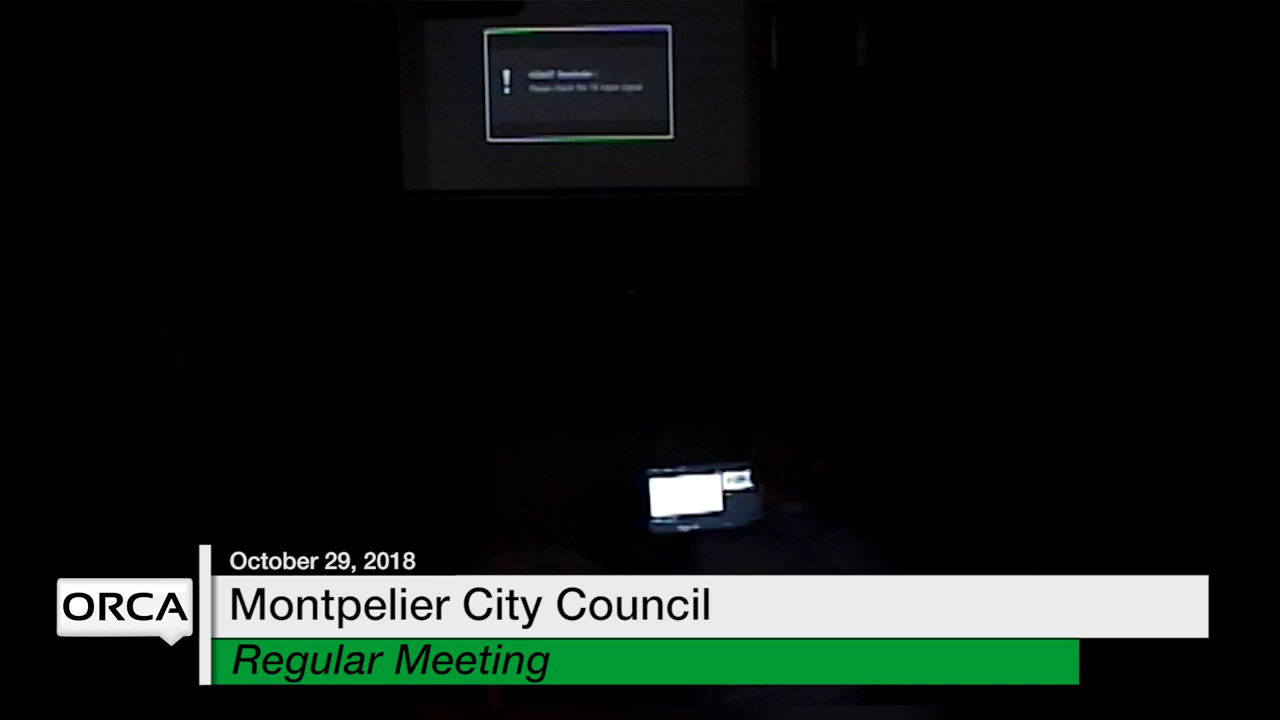 !
October 29, 2018
ORCA
Montpelier City Council
Regular Meeting